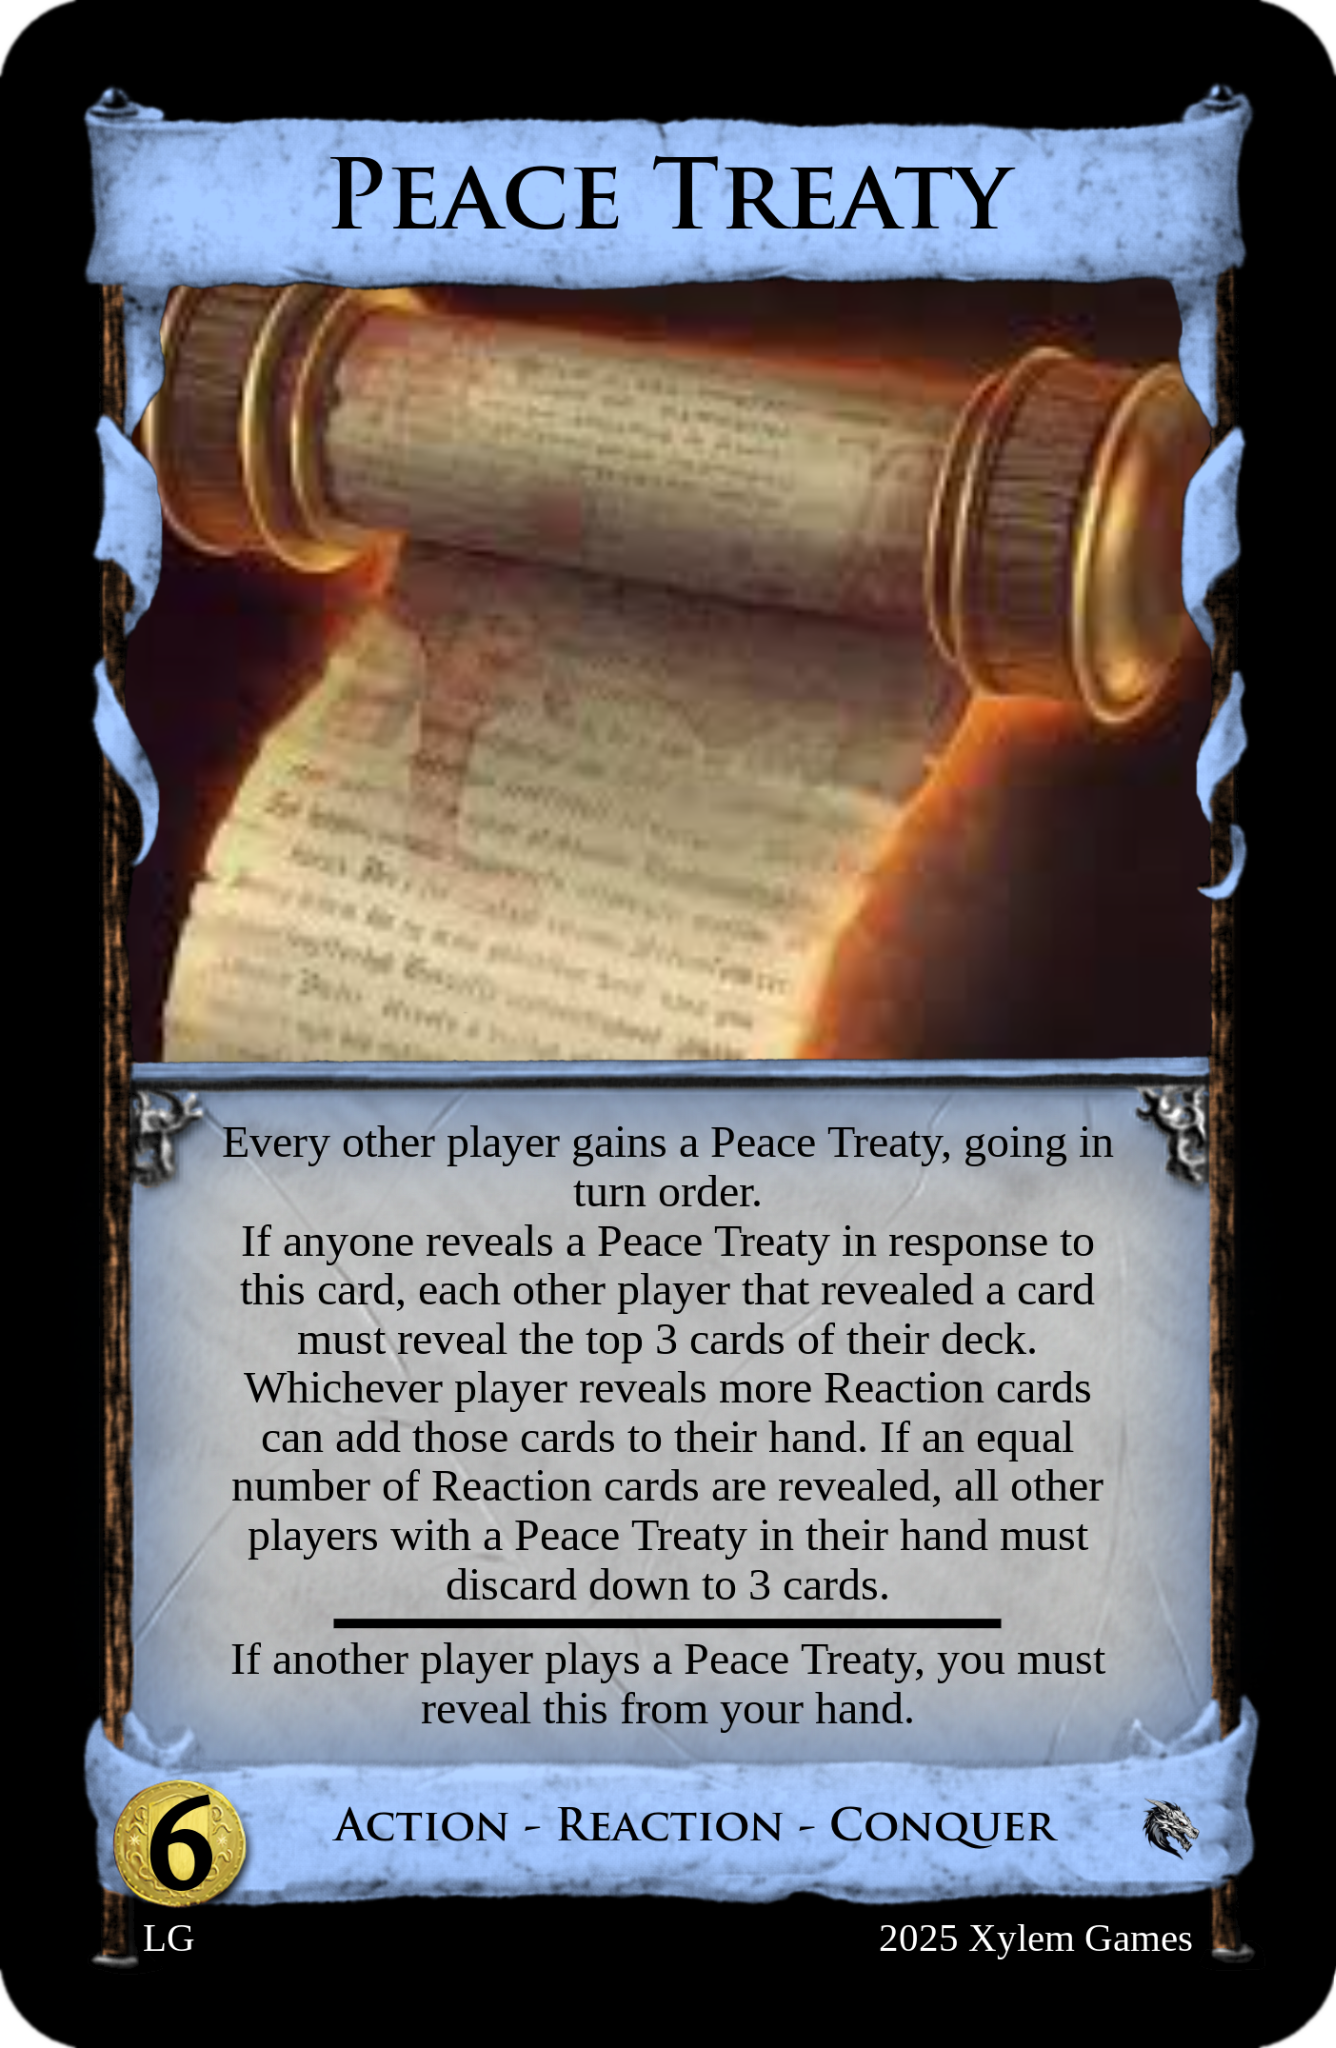 Peace Treaty
Every other player gains a Peace Treaty, going in
turn order.
If anyone reveals a Peace Treaty in response to
this card, each other player that revealed a card
must reveal the top 3 cards of their deck.
Whichever player reveals more Reaction cards
can add those cards to their hand. If an equal
number of Reaction cards are revealed, all other
players with a Peace Treaty in their hand must
discard down to 3 cards.
If another player plays a Peace Treaty, you must
reveal this from your hand.
6
Action - Reaction - Conquer
LG
2025 Xylem Games